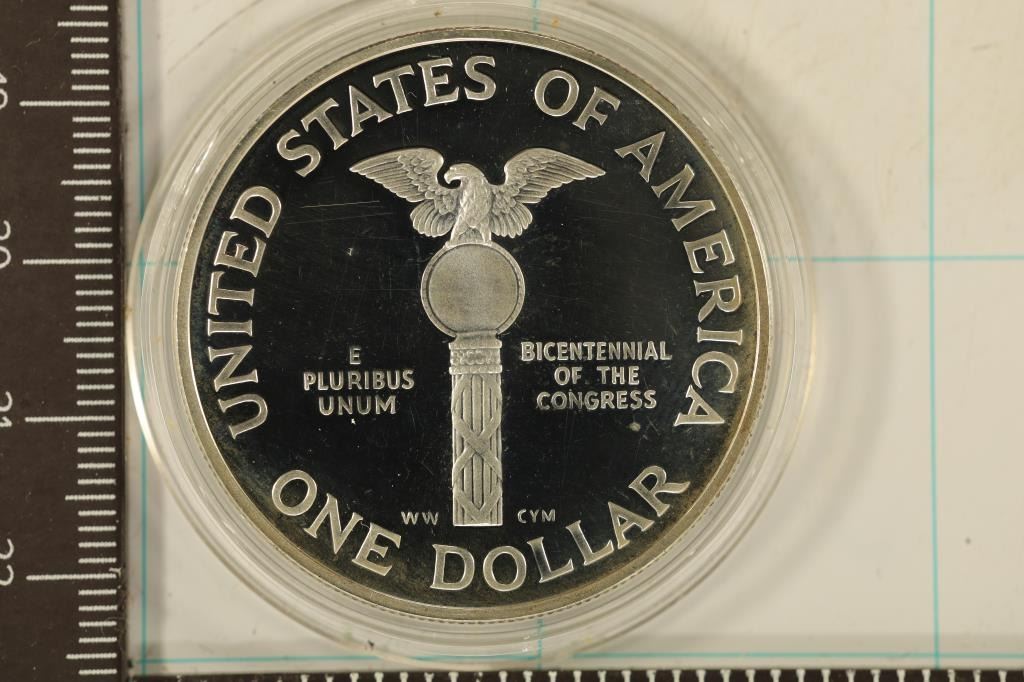 UNITED STATES OF AMERICA
E
PLURIBUS
UNUM
BICENTENNIAL
OF THE
CONGRESS
WW
CYM
ONE DOLLAR